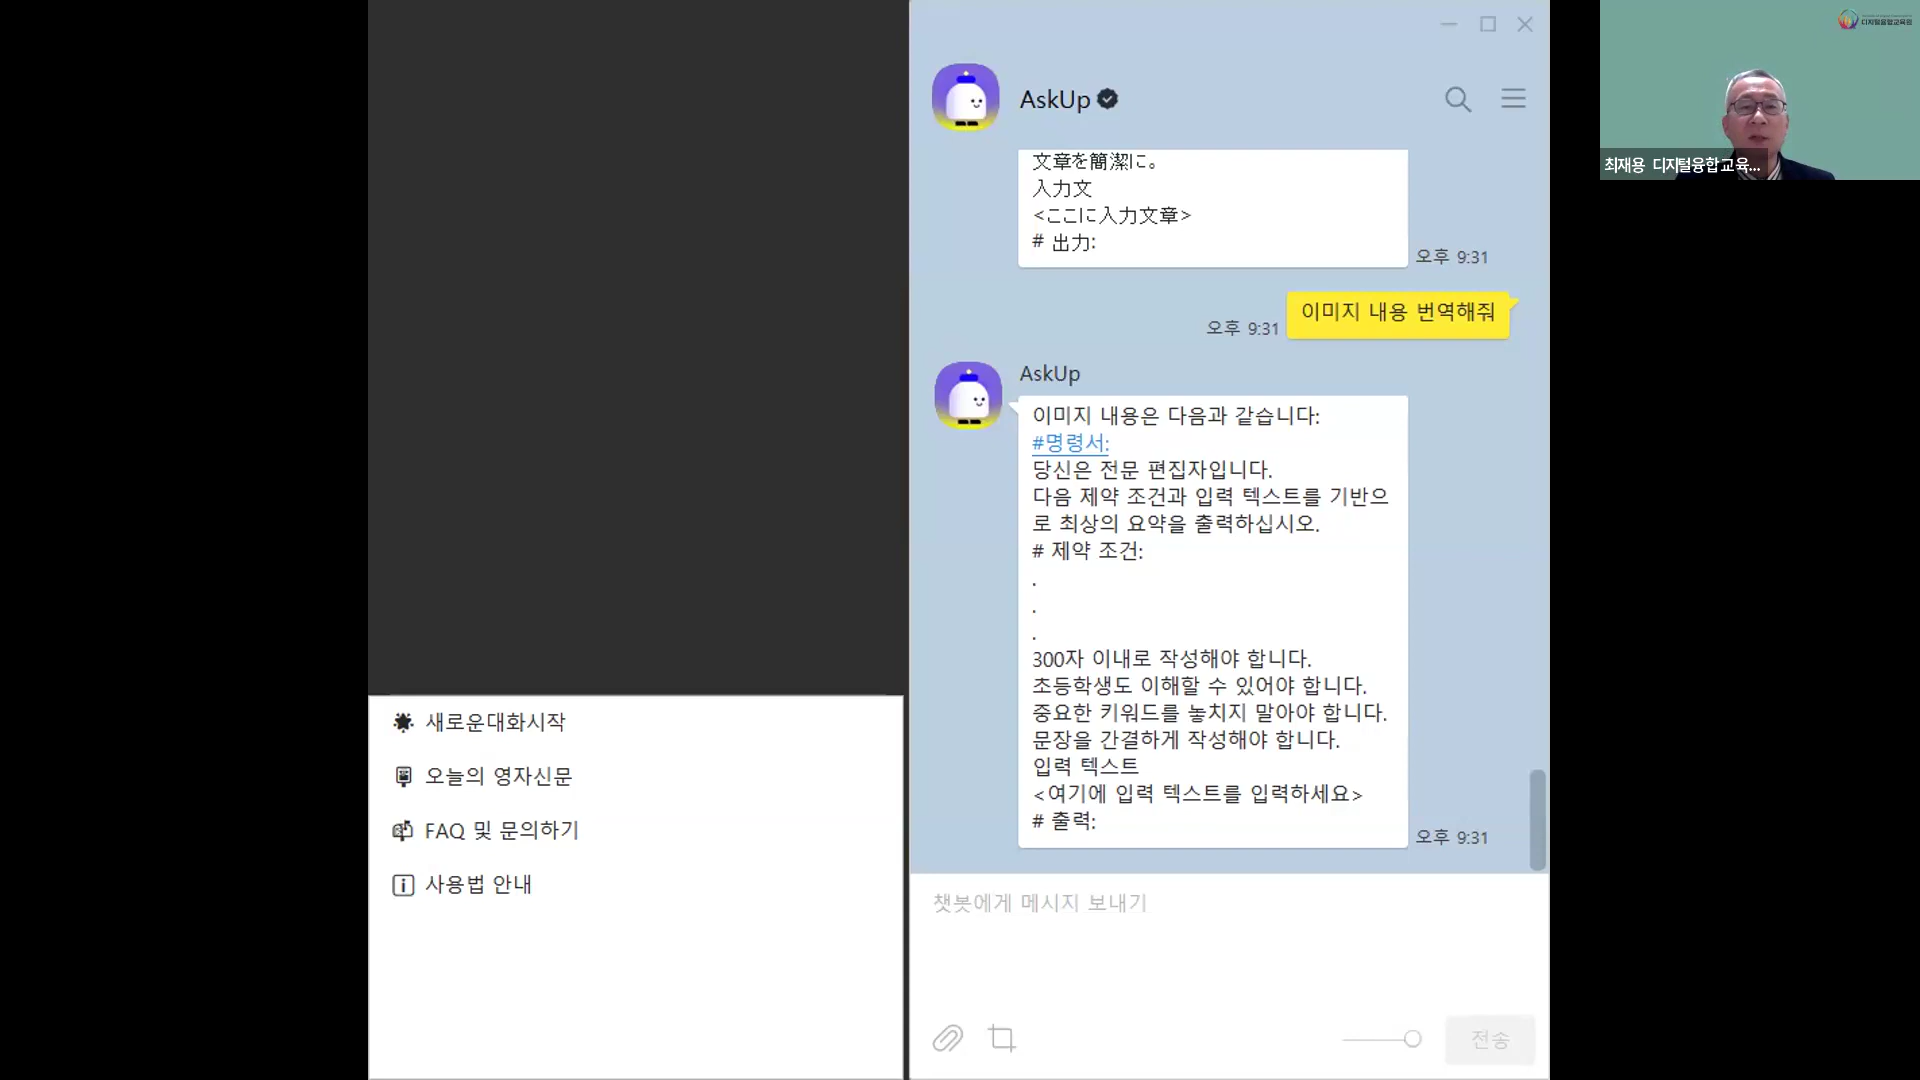 AskUp
文章を簡潔に。
入力文
<ここに入力文章>
# 出力:
오후 9:31
이미지 내용 번역해줘
오후 9:31
AskUp
이미지 내용은 다음과 같습니다:
#명령서:
당신은 전문 편집자입니다.
다음 제약 조건과 입력 텍스트를 기반으
로 최상의 요약을 출력하십시오.
# 제약 조건:
.
.
.
300자 이내로 작성해야 합니다.
초등학생도 이해할 수 있어야 합니다.
중요한 키워드를 놓치지 말아야 합니다.
문장을 간결하게 작성해야 합니다.
입력 텍스트
<여기에 입력 텍스트를 입력하세요>
# 출력:
오후 9:31
챗봇에게 메시지 보내기
전송
새로운대화시작
오늘의 영자신문
FAQ 및 문의하기
사용법 안내
디지털융합교육원
최재용 디지털융합교육...